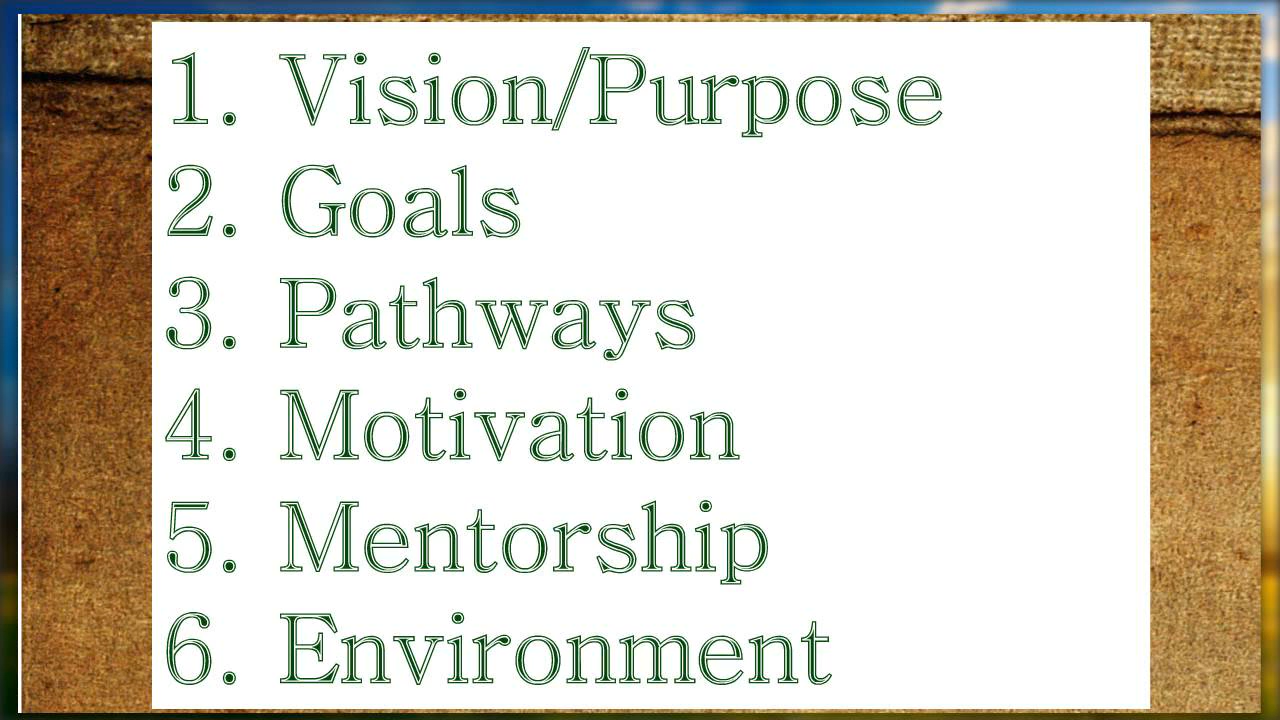 1. Vision/Purpose
2. Goals
3. Pathways
4. Motivation
5. Mentorship
6. Environment